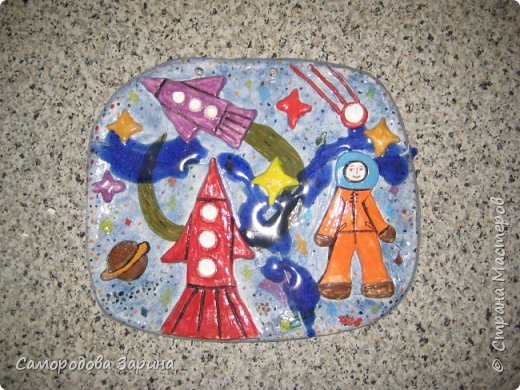 © Страна Мастеров
Самородова Зарина